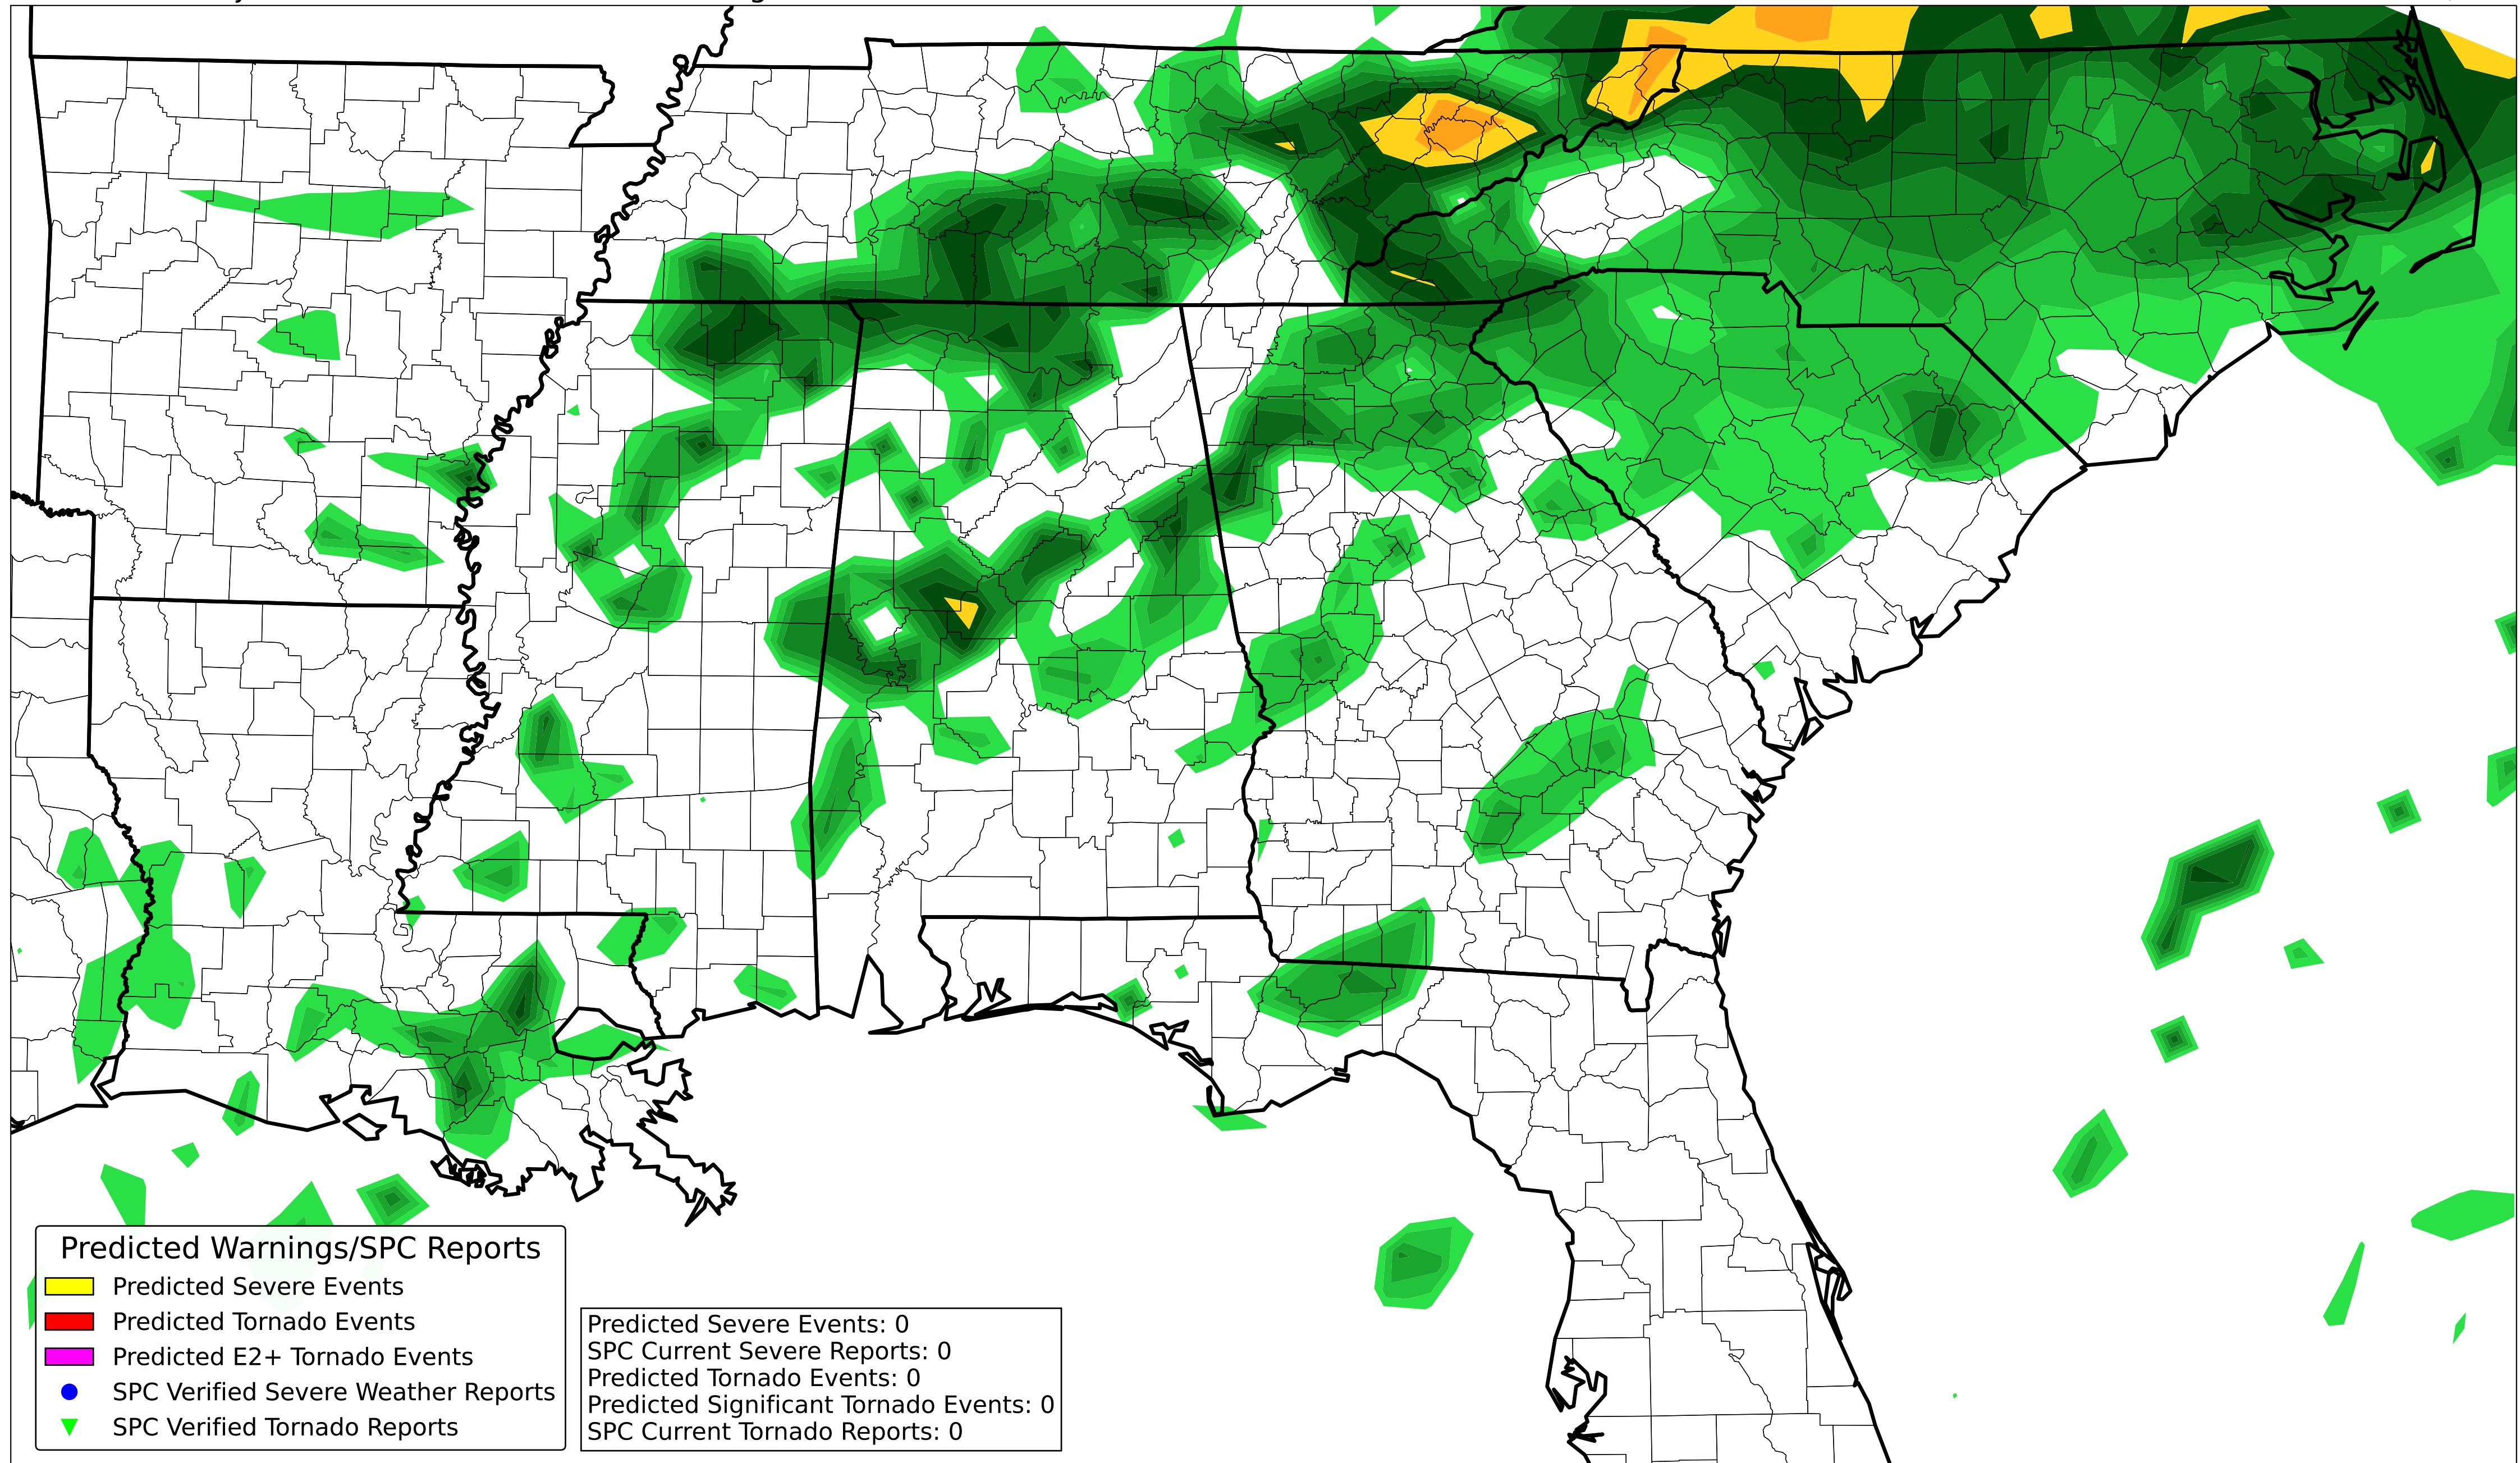 Predicted Warnings/SPC Reports
Predicted Severe Events
Predicted Tornado Events
Predicted E2+ Tornado Events
SPC Verified Severe Weather Reports
SPC Verified Tornado Reports
Predicted Severe Events: 0
SPC Current Severe Reports: 0
Predicted Tornado Events: 0
Predicted Significant Tornado Events: 0
SPC Current Tornado Reports: 0